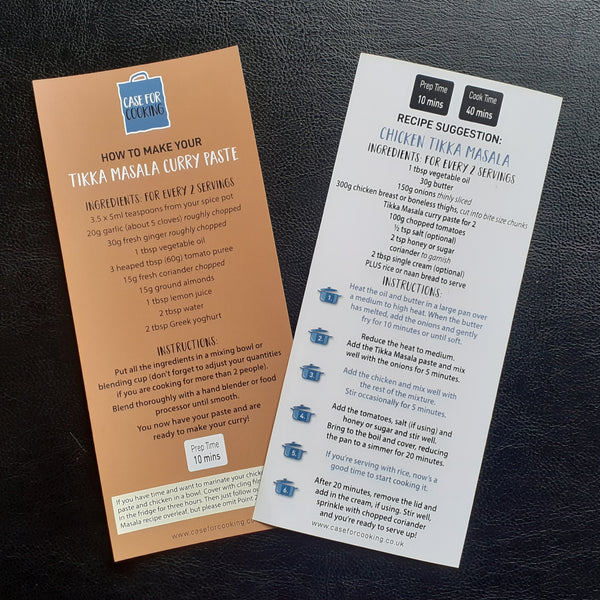 CASE FOR
COOKING
HOW TO MAKE YOUR
TIKKA MASALA CURRY PASTE
INGREDIENTS: FOR EVERY 2 SERVINGS
3.5 x 5ml teaspoons from your spice pot
20g garlic (about 5 cloves) roughly chopped
30g fresh ginger roughly chopped
1 tbsp vegetable oil
3 heaped tbsp (60g) tomato puree
15g fresh coriander chopped
15g ground almonds
1 tbsp lemon juice
2 tbsp water
2 tbsp Greek yoghurt
INSTRUCTIONS:
Put all the ingredients in a mixing bowl or
blending cup (don't forget to adjust your quantities
if you are cooking for more than 2 people).
Blend thoroughly with a hand blender or food
processor until smooth.
You now have your paste and are
ready to make your curry!
Prep Time
10 mins
If you have time and want to marinate your chick
paste and chicken in a bowl. Cover with cling fil
in the fridge for three hours. Then just follow o
Masala recipe overleaf, but please omit Point
www.caseforcooking.c
Prep Time
10 mins
Cook Time
40 mins
RECIPE SUGGESTION:
CHICKEN TIKKA MASALA
INGREDIENTS: FOR EVERY 2 SERVINGS
1 tbsp vegetable oil
30g butter
150g onions thinly sliced
300g chicken breast or boneless thighs, cut into bite size chunks
Tikka Masala curry paste for 2
100g chopped tomatoes
½ tsp salt (optional)
2 tsp honey or sugar
coriander to garnish
2 tbsp single cream (optional)
PLUS rice or naan bread to serve
INSTRUCTIONS:
1.
Heat the oil and butter in a large pan over
a medium to high heat. When the butter
has melted, add the onions and gently
fry for 10 minutes or until soft.
2.
Reduce the heat to medium.
Add the Tikka Masala paste and mix
well with the onions for 5 minutes.
3.
Add the chicken and mix well with
the rest of the mixture.
Stir occasionally for 5 minutes.
4.
Add the tomatoes, salt (if using) and
honey or sugar and stir well.
Bring to the boil and cover, reducing
the pan to a simmer for 20 minutes.
5.
If you're serving with rice, now's a
good time to start cooking it.
6.
After 20 minutes, remove the lid and
add in the cream, if using. Stir well,
sprinkle with chopped coriander
and you're ready to serve up!
www.caseforcooking.co.uk